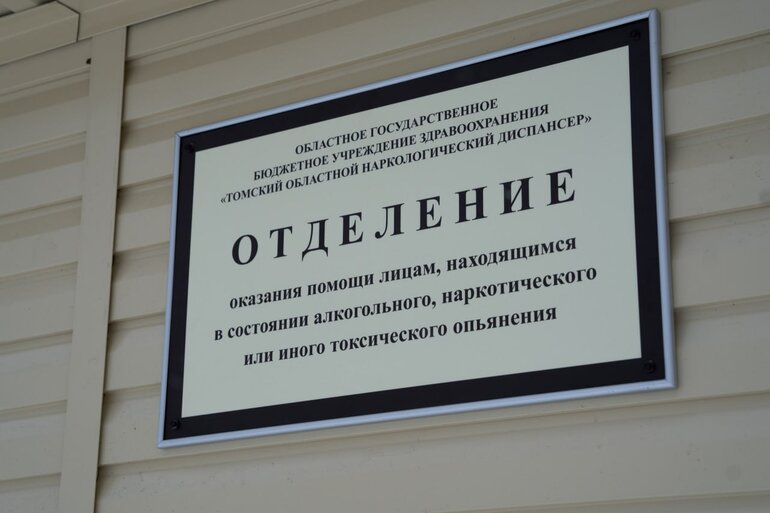 ОБЛАСТНОЕ ГОСУДАРСТВЕННОЕ
БЮДЖЕТНОЕ УЧРЕЖДЕНИЕ ЗДРАВООХРАНЕНИЯ
«ТОМСКИЙ ОБЛАСТНОЙ НАРКОЛОГИЧЕСКИЙ ДИСПАНСЕР»
ОТДЕЛЕНИЕ
оказания помощи лицам, находящимся
в состоянии алкогольного, наркотического
или иного токсического опьянения